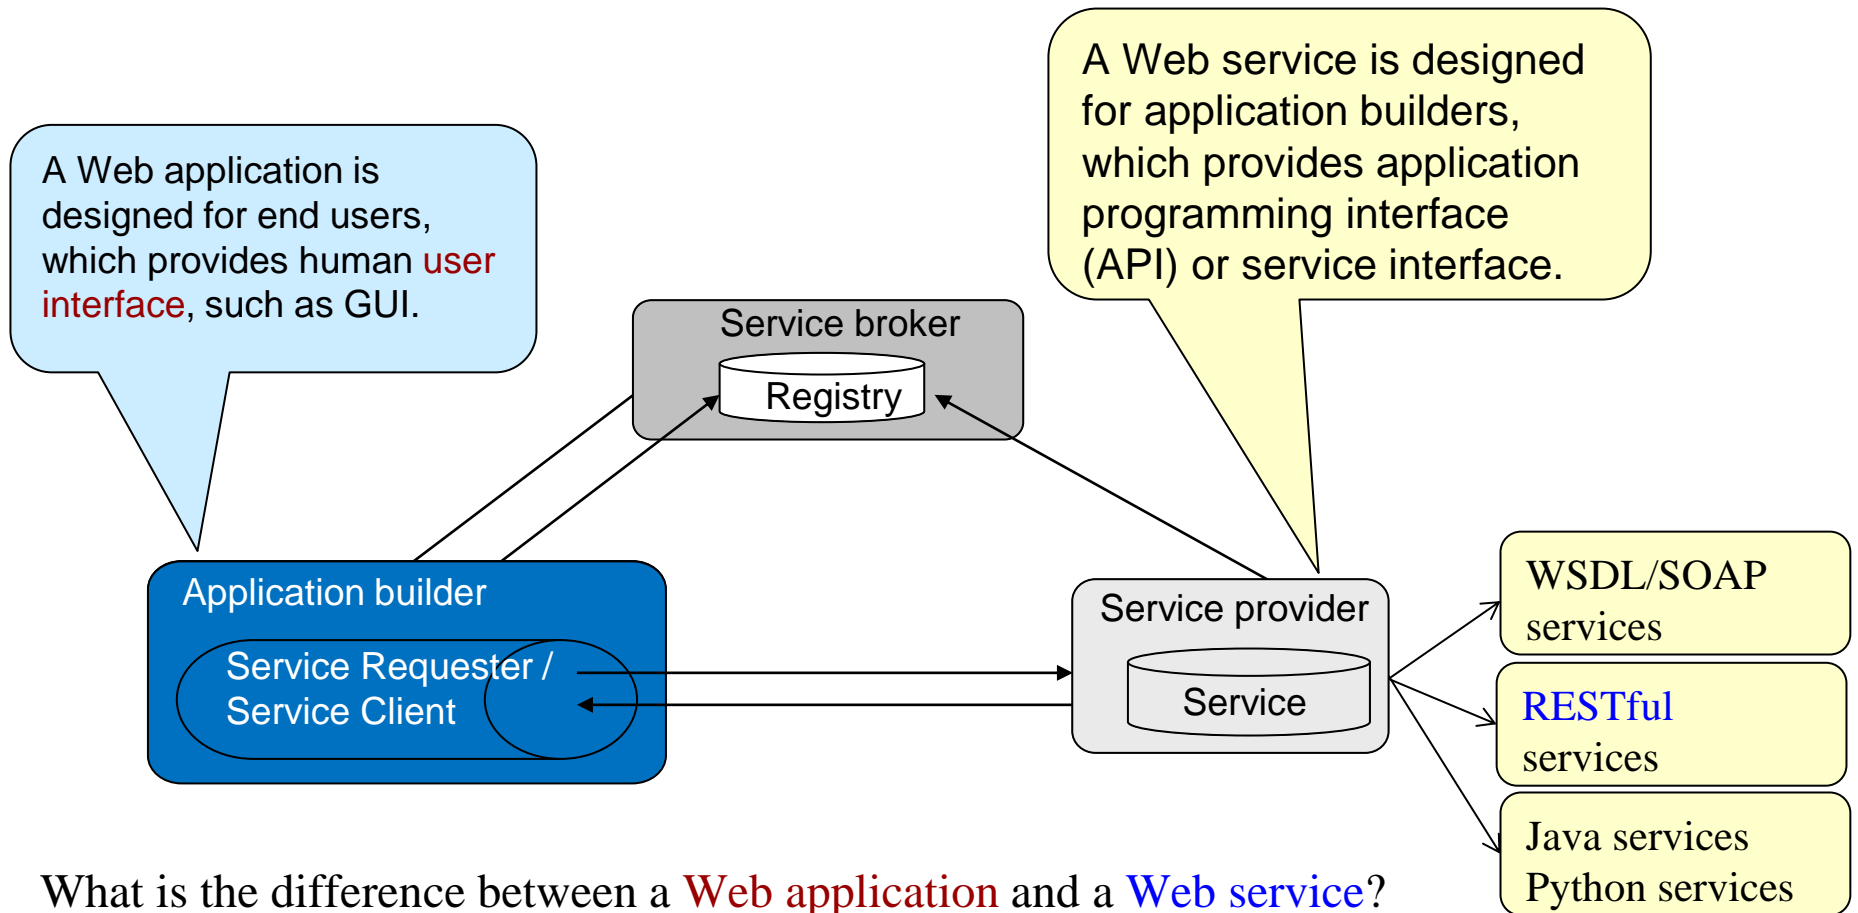 A Web service is designed
for application builders,
which provides application
programming interface
(API) or service interface.
A Web application is
designed for end users,
which provides human user
interface, such as GUI.
Service broker
Registry
Application builder
Service Requester /
Service Client
Service provider
Service
WSDL/SOAP
services
RESTful
services
Java services
Python services
What is the difference between a Web application and a Web service?